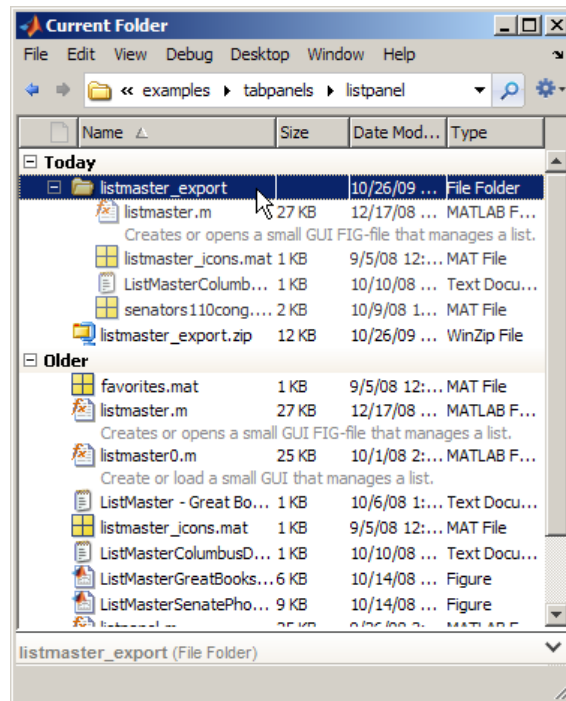 Current Folder
File Edit View Debug Desktop Window Help
« examples ▸ tabpanels ▸ listpanel
Name Size Date Mod... Type
Today
listmaster_export 10/26/09 ... File Folder
listmaster.m 27 KB 12/17/08 ... MATLAB F...
Creates or opens a small GUI FIG-file that manages a list.
listmaster_icons.mat 1 KB 9/5/08 12:... MAT File
ListMasterColumb... 1 KB 10/10/08 ... Text Docu...
senators110cong.... 2 KB 10/9/08 1... MAT File
listmaster_export.zip 12 KB 10/26/09 ... WinZip File
Older
favorites.mat 1 KB 9/5/08 12:... MAT File
listmaster.m 27 KB 12/17/08 ... MATLAB F...
Creates or opens a small GUI FIG-file that manages a list.
listmaster0.m 25 KB 10/1/08 2:... MATLAB F...
Create or load a small GUI that manages a list.
ListMaster - Great Bo... 1 KB 10/6/08 1:... Text Docu...
listmaster_icons.mat 1 KB 9/5/08 12:... MAT File
ListMasterColumbusD... 1 KB 10/10/08 ... Text Docu...
ListMasterGreatBooks... 6 KB 10/14/08 ... Figure
ListMasterSenatePho... 9 KB 10/14/08 ... Figure
listmaster_export (File Folder)